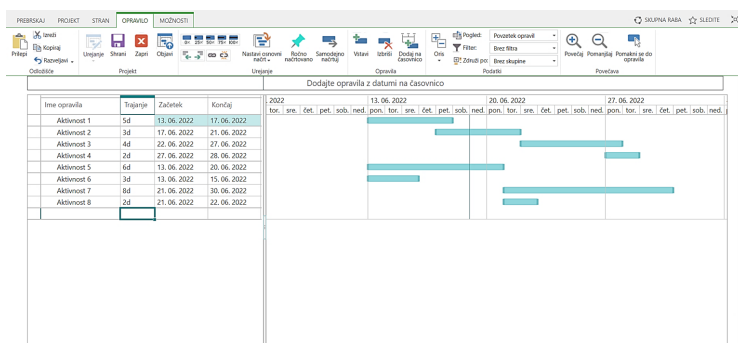 PREBRSKAJ PROJEKT STRAN OPRAVILO MOŽNOSTI SKUPNA RABA SLEDITE
Prilepi Izreži Kopiraj Razveljavi
Urejanje Shrani Zapri Objavi
0% 25% 50% 75% 100%
Nastavi osnovni načrt Ročno načrtovano Samodejno načrtuj
Vstavi Izbriši Dodaj na časovnico
Oris Pogled: Povzetek opravil
Filter: Brez filtra
Združi po: Brez skupine
Povečaj Pomanjšaj Pomakni se do opravila
Odložišče Projekt Urejanje Opravila Podatki Povečava
Dodajte opravila z datumi na časovnico
Ime opravila Trajanje Začetek Končaj
2022 13. 06. 2022 20. 06. 2022 27. 06. 2022
tor. sre. čet. pet. sob. ned. pon. tor. sre. čet. pet. sob. ned. pon. tor. sre. čet. pet. sob. ned. pon. tor. sre. čet. pet. sob. ned.
Aktivnost 1 5d 13. 06. 2022 17. 06. 2022
Aktivnost 2 3d 17. 06. 2022 21. 06. 2022
Aktivnost 3 4d 22. 06. 2022 27. 06. 2022
Aktivnost 4 2d 27. 06. 2022 28. 06. 2022
Aktivnost 5 6d 13. 06. 2022 20. 06. 2022
Aktivnost 6 3d 13. 06. 2022 15. 06. 2022
Aktivnost 7 8d 21. 06. 2022 30. 06. 2022
Aktivnost 8 2d 21. 06. 2022 22. 06. 2022